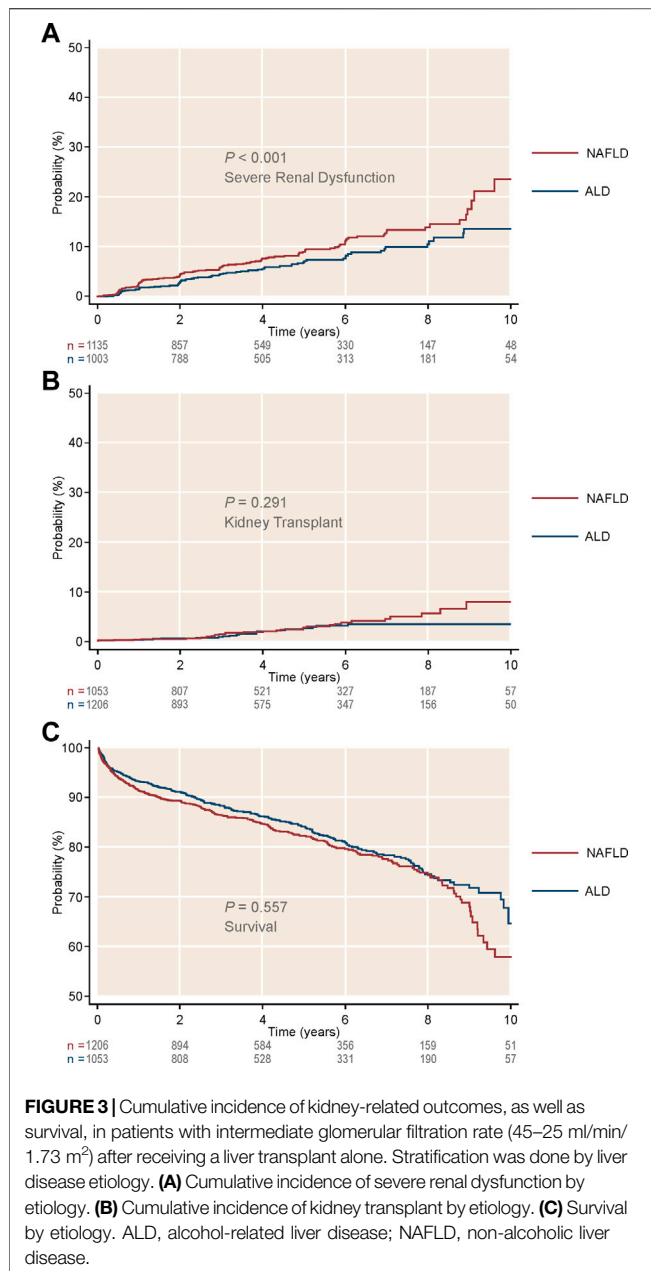 A
50
40
30
20
10
0
Probability (%)
P < 0.001
Severe Renal Dysfunction
NAFLD
ALD
0 2 4 6 8 10
Time (years)
n = 1135 857 549 330 147 48
n = 1003 788 505 313 181 54
B
50
40
30
20
10
0
Probability (%)
P = 0.291
Kidney Transplant
NAFLD
ALD
0 2 4 6 8 10
Time (years)
n = 1053 807 521 327 187 57
n = 1206 893 575 347 156 50
C
100
90
80
70
60
50
Probability (%)
P = 0.557
Survival
NAFLD
ALD
0 2 4 6 8 10
Time (years)
n = 1206 894 584 356 159 51
n = 1053 808 528 331 190 57
FIGURE 3 | Cumulative incidence of kidney-related outcomes, as well as
survival, in patients with intermediate glomerular filtration rate (45–25 ml/min/
1.73 m²) after receiving a liver transplant alone. Stratification was done by liver
disease etiology. (A) Cumulative incidence of severe renal dysfunction by
etiology. (B) Cumulative incidence of kidney transplant by etiology. (C) Survival
by etiology. ALD, alcohol-related liver disease; NAFLD, non-alcoholic liver
disease.